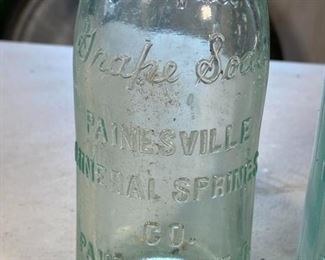 Grape Soda
PAINESVILLE
MINERAL SPRINGS
CO.